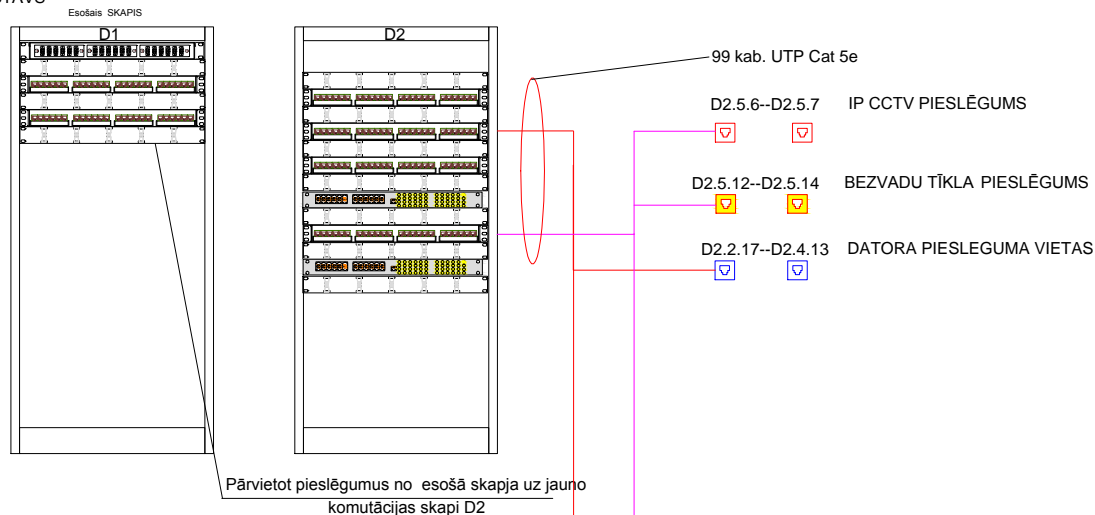 Esošais SKAPIS
D1
D2
99 kab. UTP Cat 5e
D2.5.6--D2.5.7 IP CCTV PIESLĒGUMS
D2.5.12--D2.5.14 BEZVADU TĪKLA PIESLĒGUMS
D2.2.17--D2.4.13 DATORA PIESLEGUMA VIETAS
Pārvietot pieslēgumus no esošā skapja uz jauno
komutācijas skapi D2